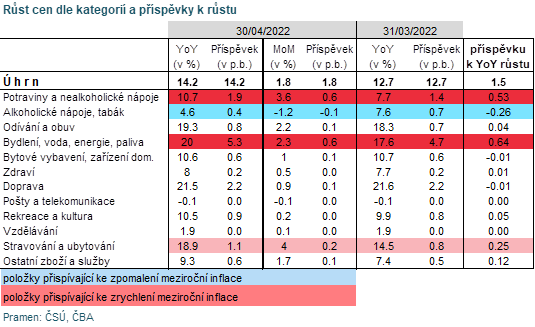 Růst cen dle kategorií a příspěvky k růstu
30/04/2022 31/03/2022
YoY (v %) Příspěvek (v p.b.) MoM (v %) Příspěvek (v p.b.) YoY (v %) Příspěvek (v p.b.) příspěvku k YoY růstu
Úhrn 14.2 14.2 1.8 1.8 12.7 12.7 1.5
Potraviny a nealkoholické nápoje 10.7 1.9 3.6 0.6 7.7 1.4 0.53
Alkoholické nápoje, tabák 4.6 0.4 -1.2 -0.1 7.6 0.7 -0.26
Odívání a obuv 19.3 0.8 2.2 0.1 18.3 0.7 0.04
Bydlení, voda, energie, paliva 20 5.3 2.3 0.6 17.6 4.7 0.64
Bytové vybavení, zařízení dom. 10.6 0.6 1 0.1 10.7 0.6 -0.01
Zdraví 8 0.2 0.5 0.0 7.7 0.2 0.01
Doprava 21.5 2.2 0.9 0.1 21.6 2.2 -0.01
Pošty a telekomunikace -0.1 0.0 -0.1 0.0 -0.1 0.0 0.00
Rekreace a kultura 10.5 0.9 0.2 0.0 9.9 0.8 0.05
Vzdělávání 1.9 0.0 0.1 0.0 1.9 0.0 0.00
Stravování a ubytování 18.9 1.1 4 0.2 14.5 0.8 0.25
Ostatní zboží a služby 9.3 0.6 1.7 0.1 7.4 0.5 0.12
položky přispívající ke zpomalení meziroční inflace
položky přispívající ke zrychlení meziroční inflace
Pramen: ČSÚ, ČBA